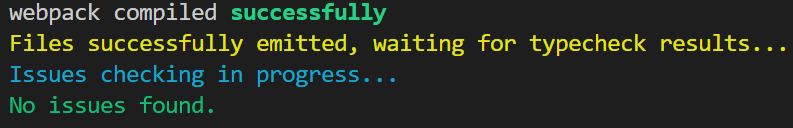 webpack compiled successfully
Files successfully emitted, waiting for typecheck results...
Issues checking in progress...
No issues found.